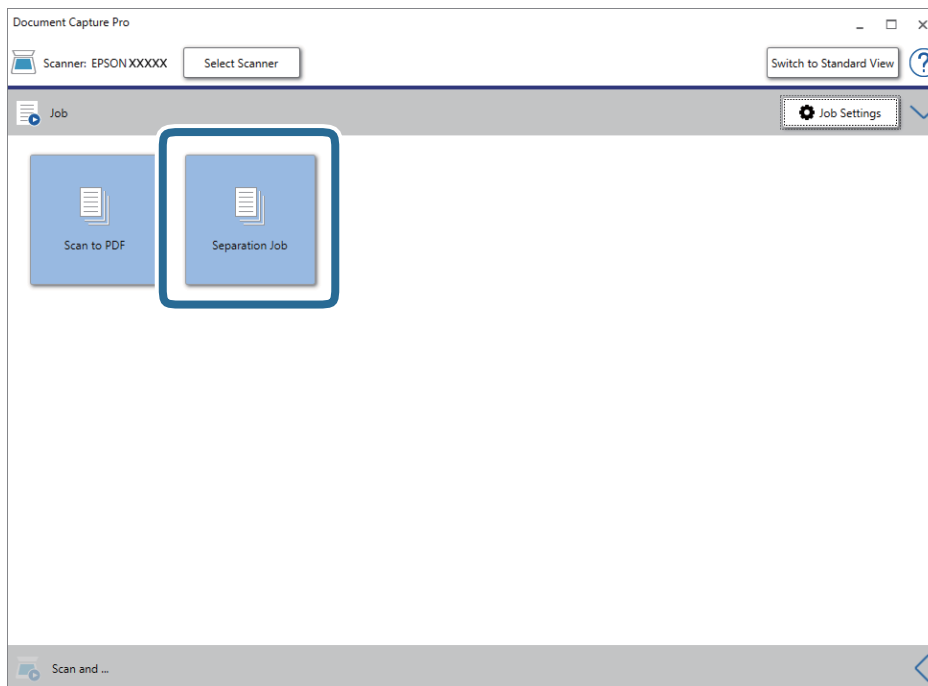 Document Capture Pro
Scanner: EPSON XXXXX
Select Scanner
Switch to Standard View
?
Job
Job Settings
Scan to PDF
Separation Job
Scan and ...